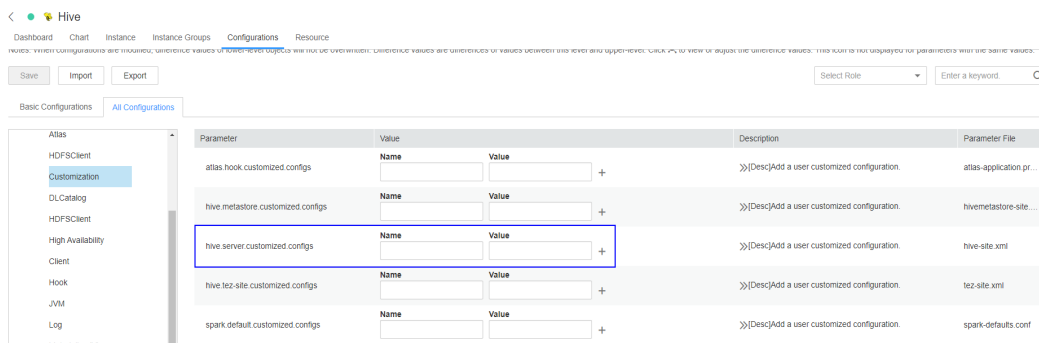 Hive
Dashboard Chart Instance Instance Groups Configurations Resource
Notes: When configurations are modified, difference values of lower-level objects will not be overwritten. Difference values are differences of values between this level and upper-level. Click to view or adjust the difference values. This icon is not displayed for parameters with the same values.
Save Import Export Select Role Enter a keyword.
Basic Configurations All Configurations
Atlas
HDFSClient
Customization
DLCatalog
HDFSClient
High Availability
Client
Hook
JVM
Log
Parameter Value Description Parameter File
Name Value
atlas.hook.customized.configs + >>[Desc]Add a user customized configuration. atlas-application.pr...
Name Value
hive.metastore.customized.configs + >>[Desc]Add a user customized configuration. hivemetastore-site....
Name Value
hive.server.customized.configs + >>[Desc]Add a user customized configuration. hive-site.xml
Name Value
hive.tez-site.customized.configs + >>[Desc]Add a user customized configuration. tez-site.xml
Name Value
spark.default.customized.configs + >>[Desc]Add a user customized configuration. spark-defaults.conf